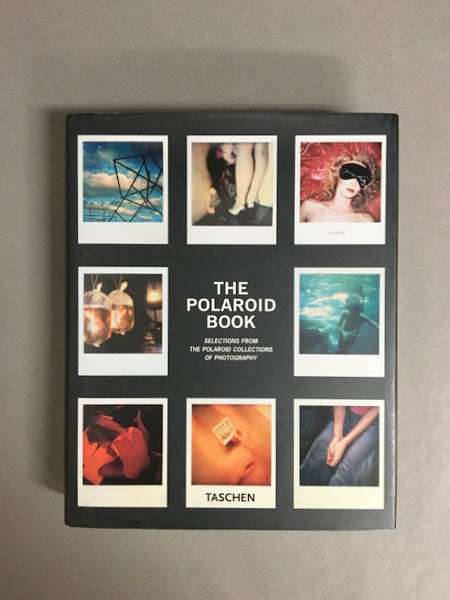 THE
POLAROID
BOOK
SELECTIONS FROM
THE POLAROID COLLECTIONS
OF PHOTOGRAPHY
TASCHEN